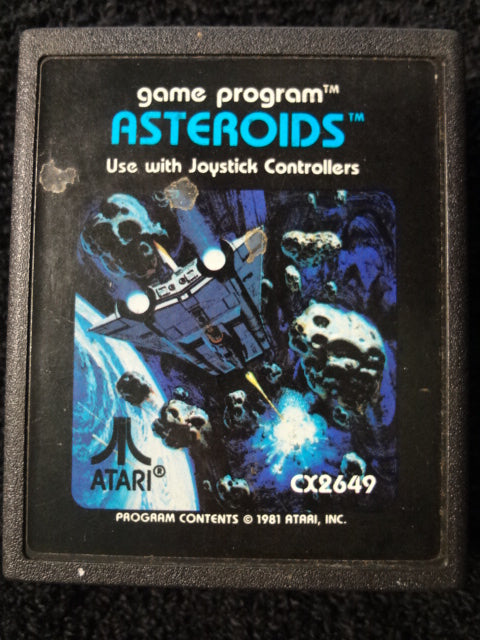 game program™
ASTEROIDS™
Use with Joystick Controllers
ATARI®
CX2649
PROGRAM CONTENTS © 1981 ATARI, INC.